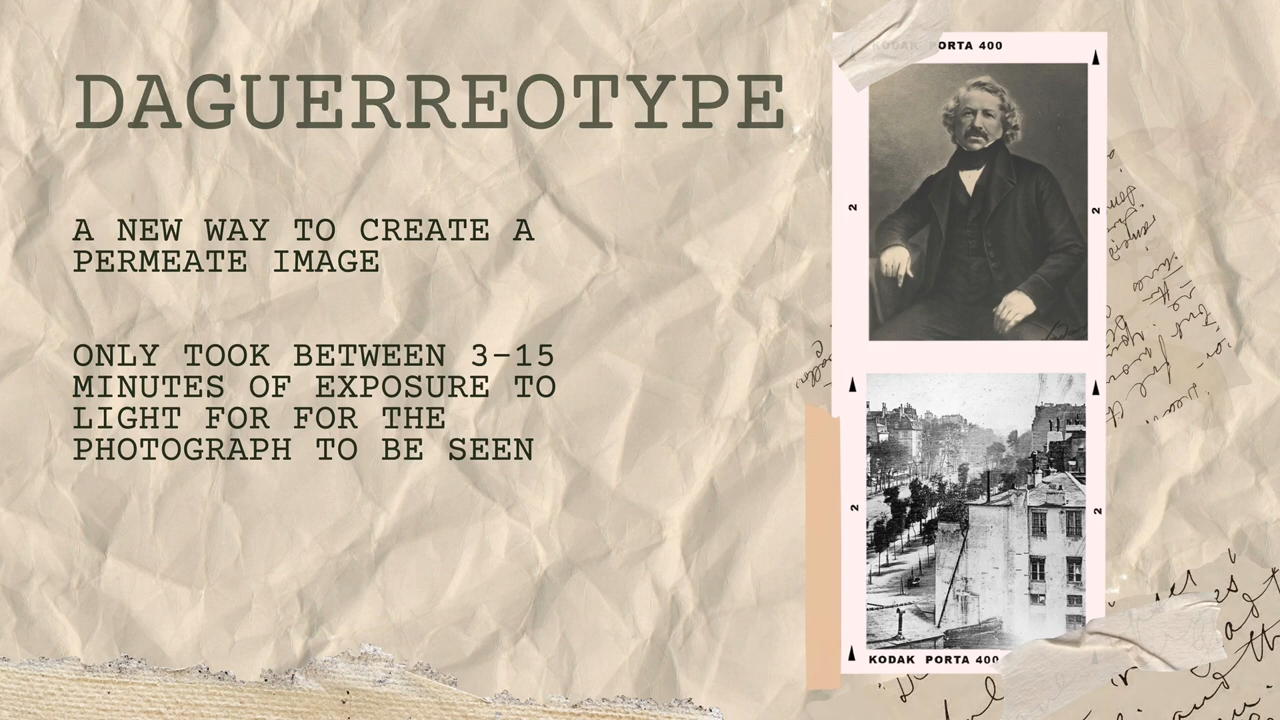 DAGUERREOTYPE
A NEW WAY TO CREATE A
PERMEATE IMAGE
ONLY TOOK BETWEEN 3-15
MINUTES OF EXPOSURE TO
LIGHT FOR FOR THE
PHOTOGRAPH TO BE SEEN
KODAK PORTA 400
2
2
2
2
KODAK PORTA 400